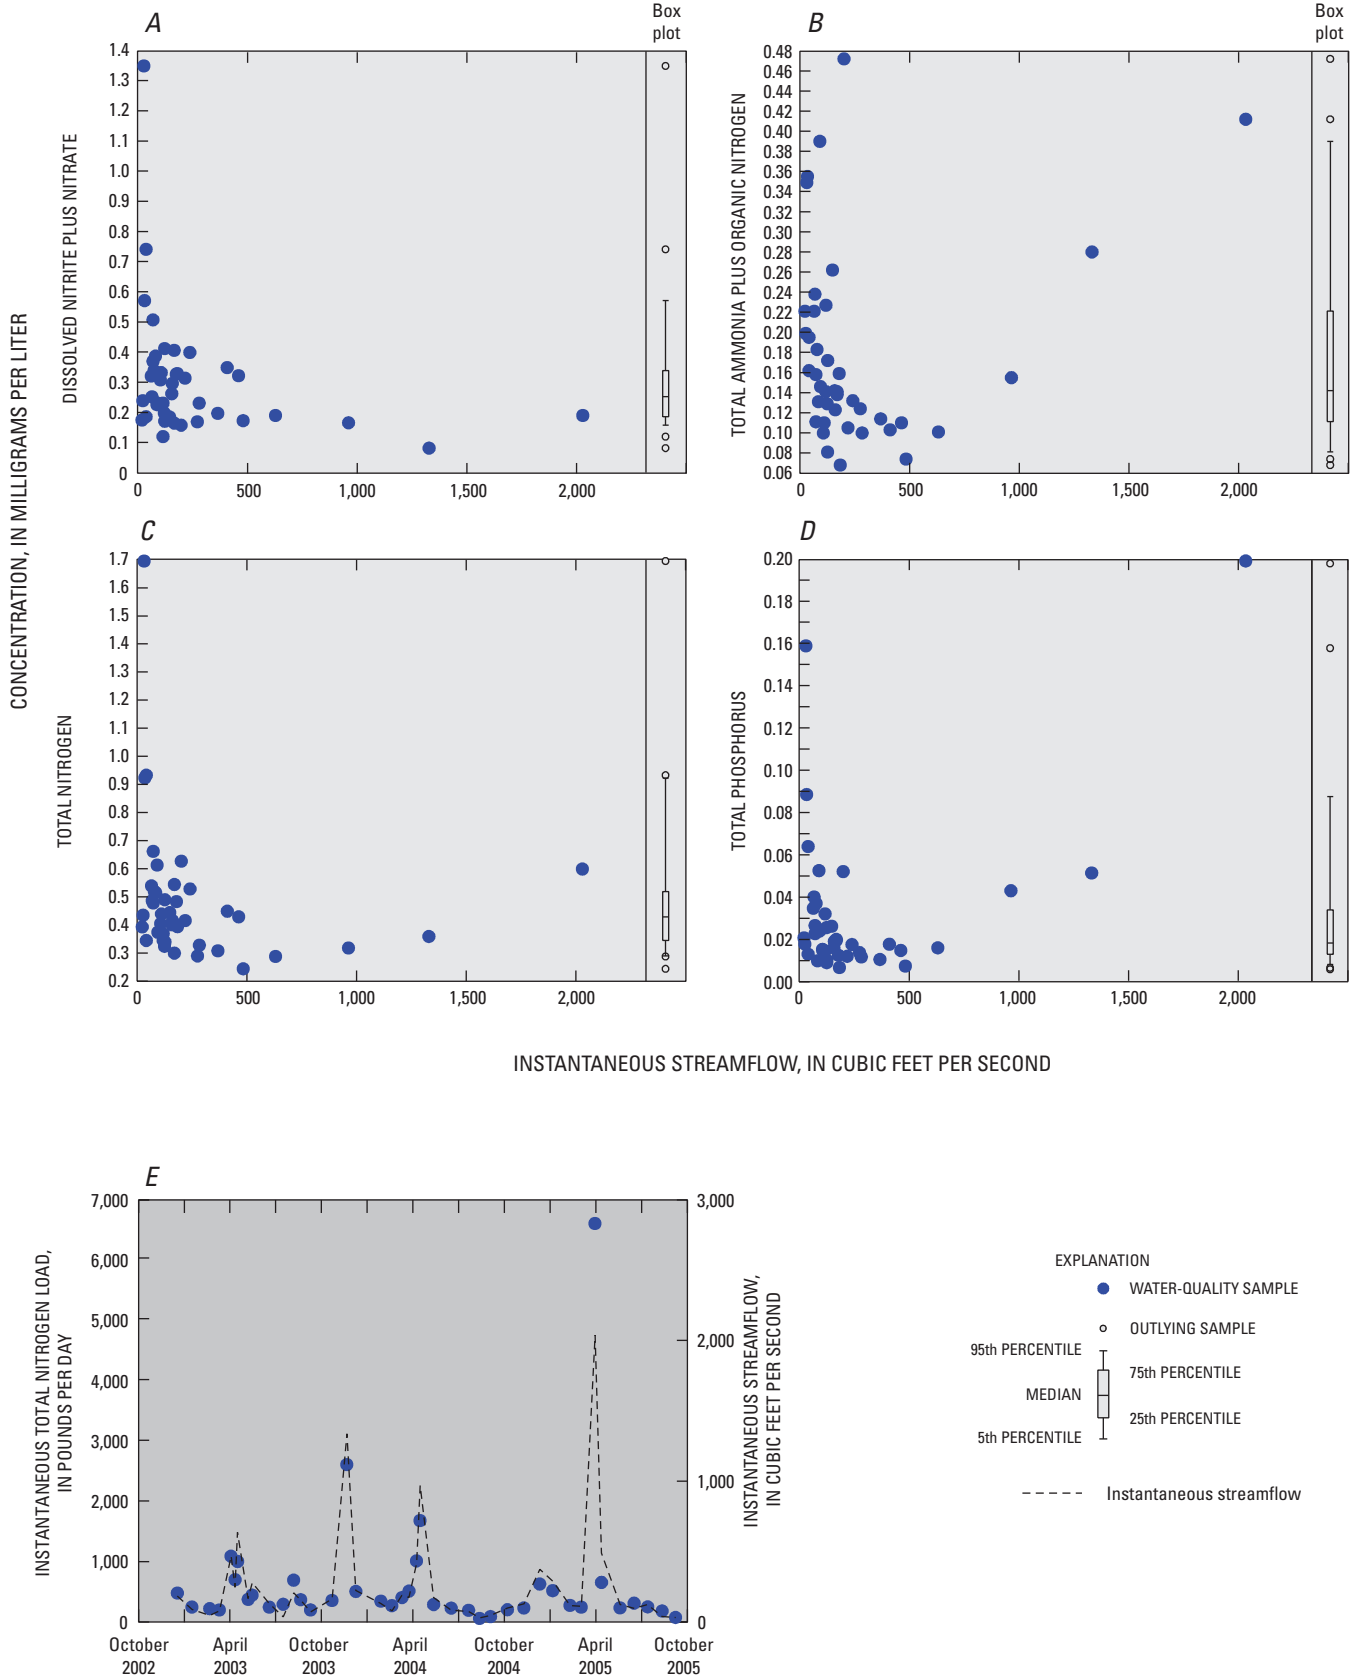 A
Box
plot
B
Box
plot
1.4
1.3
1.2
1.1
1.0
0.9
0.8
0.7
0.6
0.5
0.4
0.3
0.2
0.1
0
DISSOLVED NITRITE PLUS NITRATE
0 500 1,000 1,500 2,000
0.48
0.46
0.44
0.42
0.40
0.38
0.36
0.34
0.32
0.30
0.28
0.26
0.24
0.22
0.20
0.18
0.16
0.14
0.12
0.10
0.08
0.06
TOTAL AMMONIA PLUS ORGANIC NITROGEN
0 500 1,000 1,500 2,000
CONCENTRATION, IN MILLIGRAMS PER LITER
C
D
1.7
1.6
1.5
1.4
1.3
1.2
1.1
1.0
0.9
0.8
0.7
0.6
0.5
0.4
0.3
0.2
TOTAL NITROGEN
0 500 1,000 1,500 2,000
0.20
0.18
0.16
0.14
0.12
0.10
0.08
0.06
0.04
0.02
0.00
TOTAL PHOSPHORUS
0 500 1,000 1,500 2,000
INSTANTANEOUS STREAMFLOW, IN CUBIC FEET PER SECOND
E
7,000
6,000
5,000
4,000
3,000
2,000
1,000
0
INSTANTANEOUS TOTAL NITROGEN LOAD,
IN POUNDS PER DAY
3,000
2,000
1,000
0
INSTANTANEOUS STREAMFLOW,
IN CUBIC FEET PER SECOND
October April October April October April October
2002 2003 2003 2004 2004 2005 2005
EXPLANATION
WATER-QUALITY SAMPLE
OUTLYING SAMPLE
95th PERCENTILE
75th PERCENTILE
MEDIAN
25th PERCENTILE
5th PERCENTILE
Instantaneous streamflow